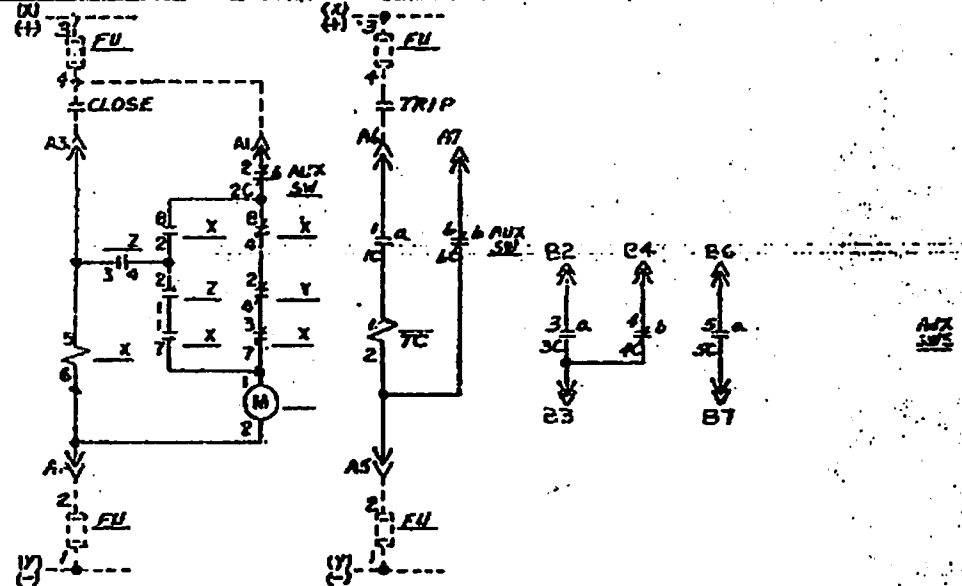 (X)
(+)
3
FU
4
CLOSE
A3
A1
2
b
AUX
SW
2C
8
X
2
8
X
4
Z
3
4
2
Z
1
2
Y
4
1
X
7
3
X
7
5
X
6
1
M
2
2
FU
1
(Y)
(-)
(X)
(+)
3
FU
4
TRIP
A6
A7
1
a
1C
6
b
AUX
SW
6C
1
TC
2
A5
2
FU
1
(Y)
(-)
B2
B4
B6
3
a
3C
4
b
4C
5
a
5C
B3
B7
AUX
SWS